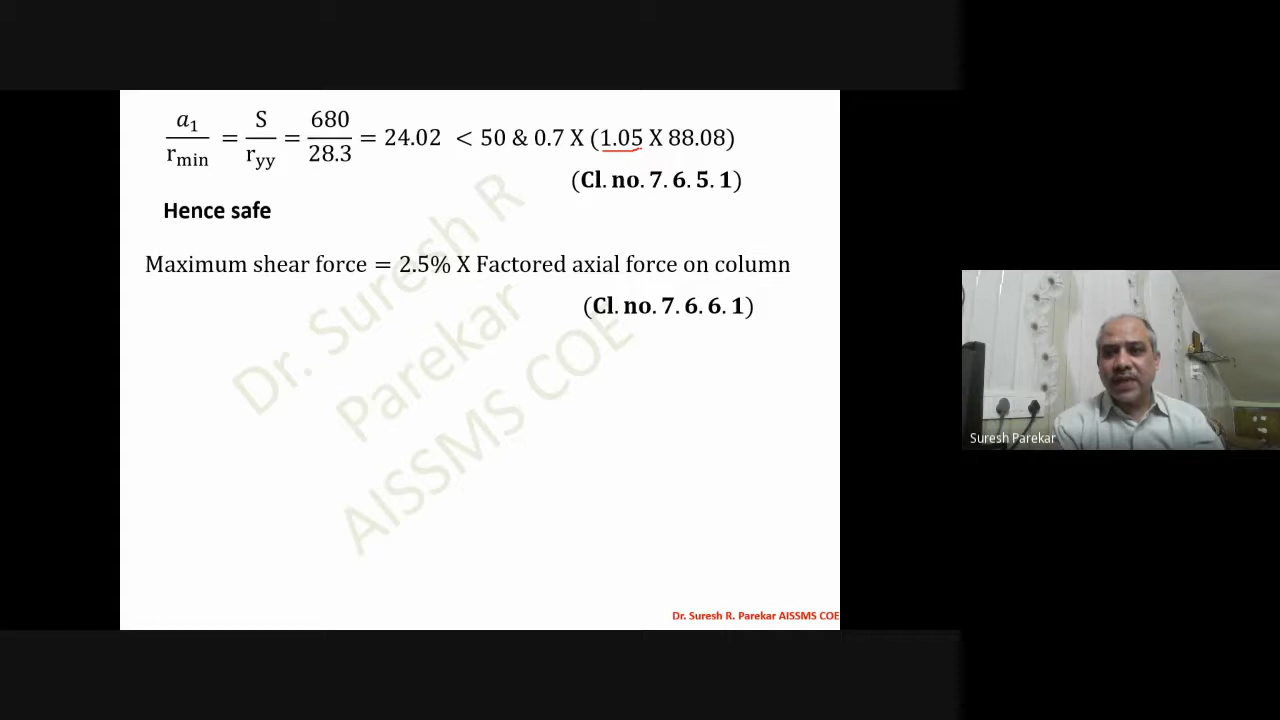 a₁/r_min = S/r_yy = 680/28.3 = 24.02 < 50 & 0.7 X (1.05 X 88.08)
(Cl. no. 7. 6. 5. 1)
Hence safe
Maximum shear force = 2.5% X Factored axial force on column
(Cl. no. 7. 6. 6. 1)
Dr. Suresh R
Parekar
AISSMS COE
Suresh Parekar
Dr. Suresh R. Parekar AISSMS COE